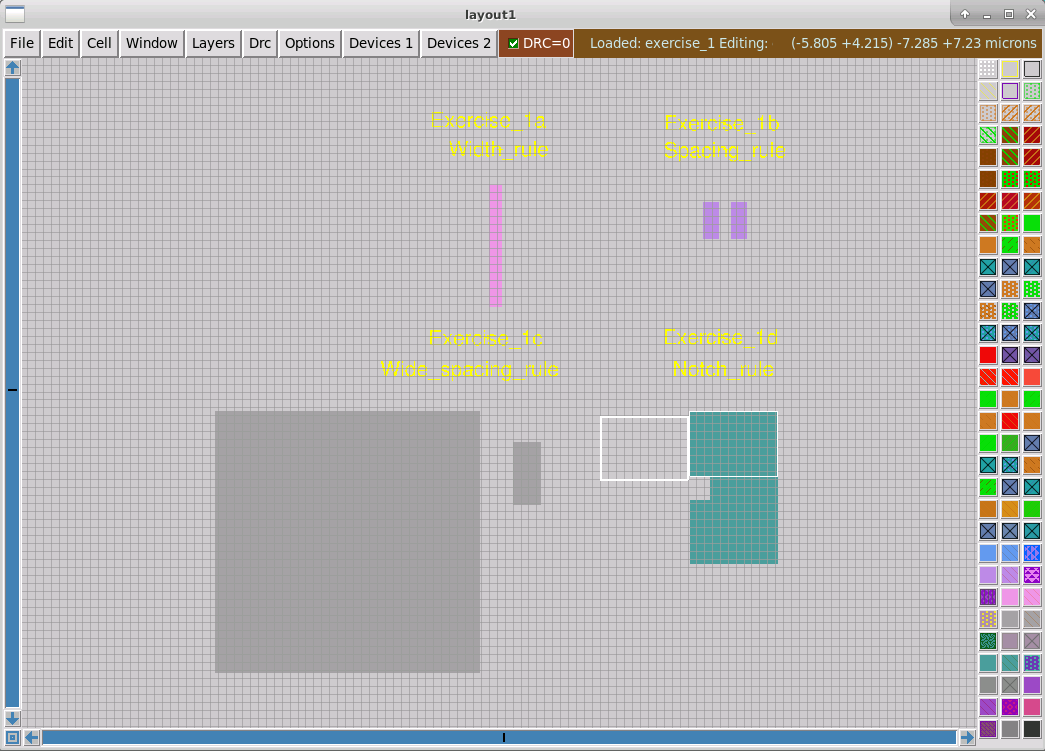 layout1
File Edit Cell Window Layers Drc Options Devices 1 Devices 2 DRC=0 Loaded: exercise_1 Editing: (-5.805 +4.215) -7.285 +7.23 microns
Exercise_1a
Width_rule
Exercise_1b
Spacing_rule
Exercise_1c
Wide_spacing_rule
Exercise_1d
Notch_rule